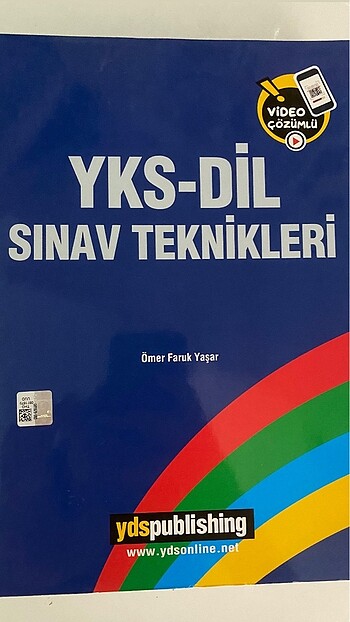 VİDEO
ÇÖZÜMLÜ
YKS-DİL
SINAV TEKNİKLERİ
Ömer Faruk Yaşar
ydspublishing
www.ydsonline.net